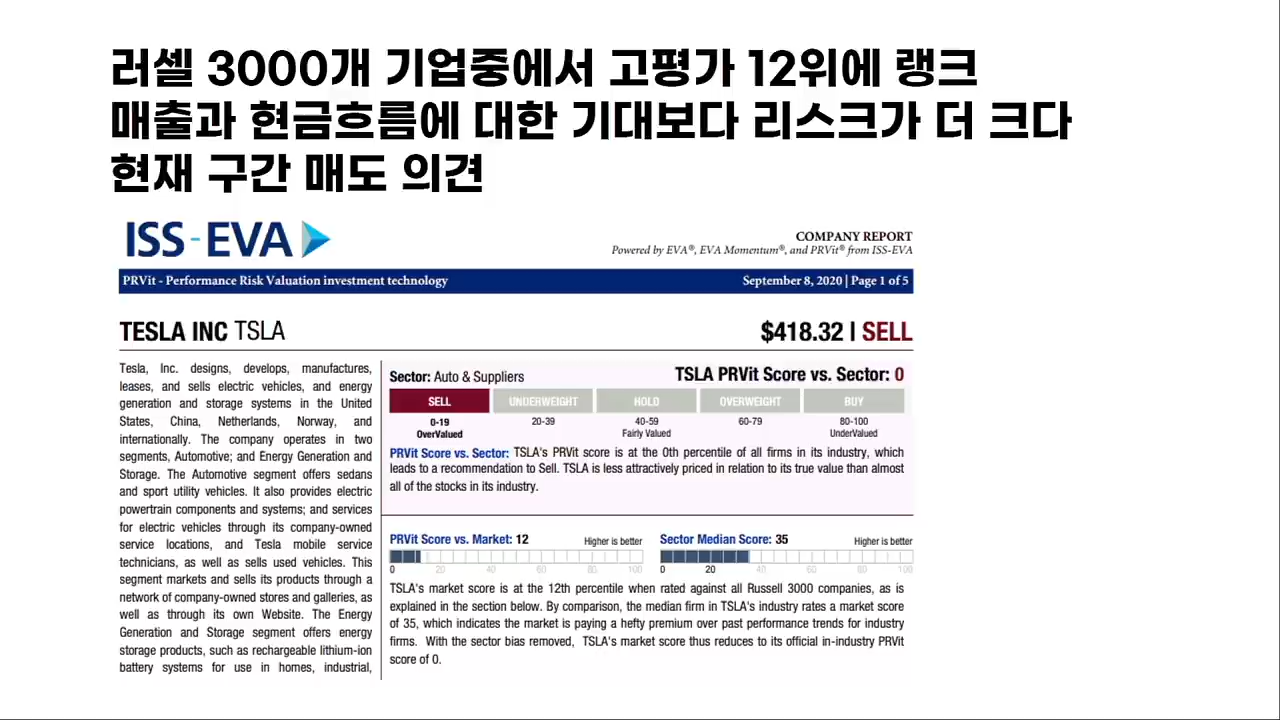 러셀 3000개 기업중에서 고평가 12위에 랭크
매출과 현금흐름에 대한 기대보다 리스크가 더 크다
현재 구간 매도 의견
ISS-EVA
COMPANY REPORT
Powered by EVA®, EVA Momentum®, and PRVit® from ISS-EVA
PRVit - Performance Risk Valuation investment technology
September 8, 2020 | Page 1 of 5
TESLA INC TSLA
$418.32 | SELL
Tesla, Inc. designs, develops, manufactures,
leases, and sells electric vehicles, and energy
generation and storage systems in the United
States, China, Netherlands, Norway, and
internationally. The company operates in two
segments, Automotive; and Energy Generation and
Storage. The Automotive segment offers sedans
and sport utility vehicles. It also provides electric
powertrain components and systems; and services
for electric vehicles through its company-owned
service locations, and Tesla mobile service
technicians, as well as sells used vehicles. This
segment markets and sells its products through a
network of company-owned stores and galleries, as
well as through its own Website. The Energy
Generation and Storage segment offers energy
storage products, such as rechargeable lithium-ion
battery systems for use in homes, industrial,
Sector: Auto & Suppliers
TSLA PRVit Score vs. Sector: 0
SELL UNDERWEIGHT HOLD OVERWEIGHT BUY
0-19 20-39 40-59 60-79 80-100
OverValued Fairly Valued UnderValued
PRVit Score vs. Sector: TSLA's PRVit score is at the 0th percentile of all firms in its industry, which
leads to a recommendation to Sell. TSLA is less attractively priced in relation to its true value than almost
all of the stocks in its industry.
PRVit Score vs. Market: 12 Higher is better
0 20 40 60 80 100
Sector Median Score: 35 Higher is better
0 20 40 60 80 100
TSLA's market score is at the 12th percentile when rated against all Russell 3000 companies, as is
explained in the section below. By comparison, the median firm in TSLA's industry rates a market score
of 35, which indicates the market is paying a hefty premium over past performance trends for industry
firms. With the sector bias removed, TSLA's market score thus reduces to its official in-industry PRVit
score of 0.